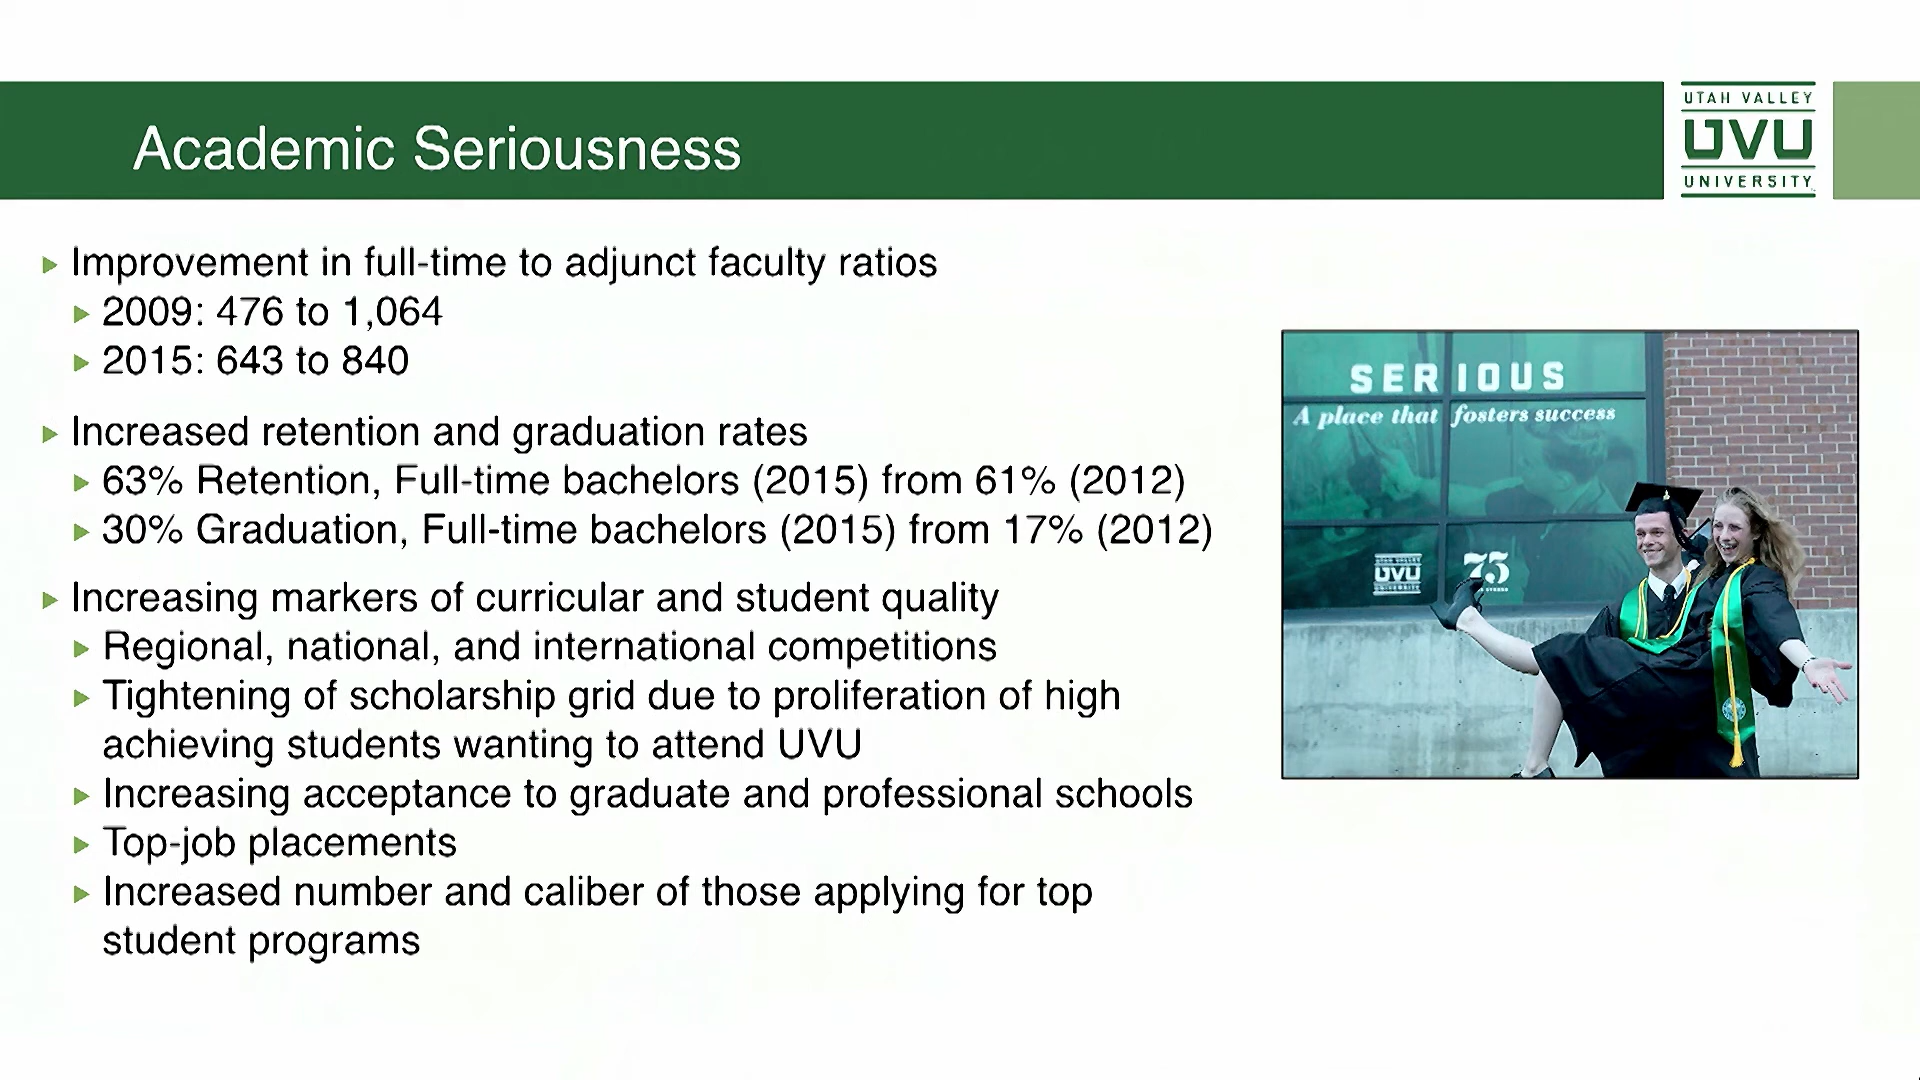 Academic Seriousness
UTAH VALLEY
UVU
UNIVERSITY
Improvement in full-time to adjunct faculty ratios
2009: 476 to 1,064
2015: 643 to 840
Increased retention and graduation rates
63% Retention, Full-time bachelors (2015) from 61% (2012)
30% Graduation, Full-time bachelors (2015) from 17% (2012)
Increasing markers of curricular and student quality
Regional, national, and international competitions
Tightening of scholarship grid due to proliferation of high
achieving students wanting to attend UVU
Increasing acceptance to graduate and professional schools
Top-job placements
Increased number and caliber of those applying for top
student programs
SERIOUS
A place that fosters success
UTAH VALLEY
UVU
UNIVERSITY
75